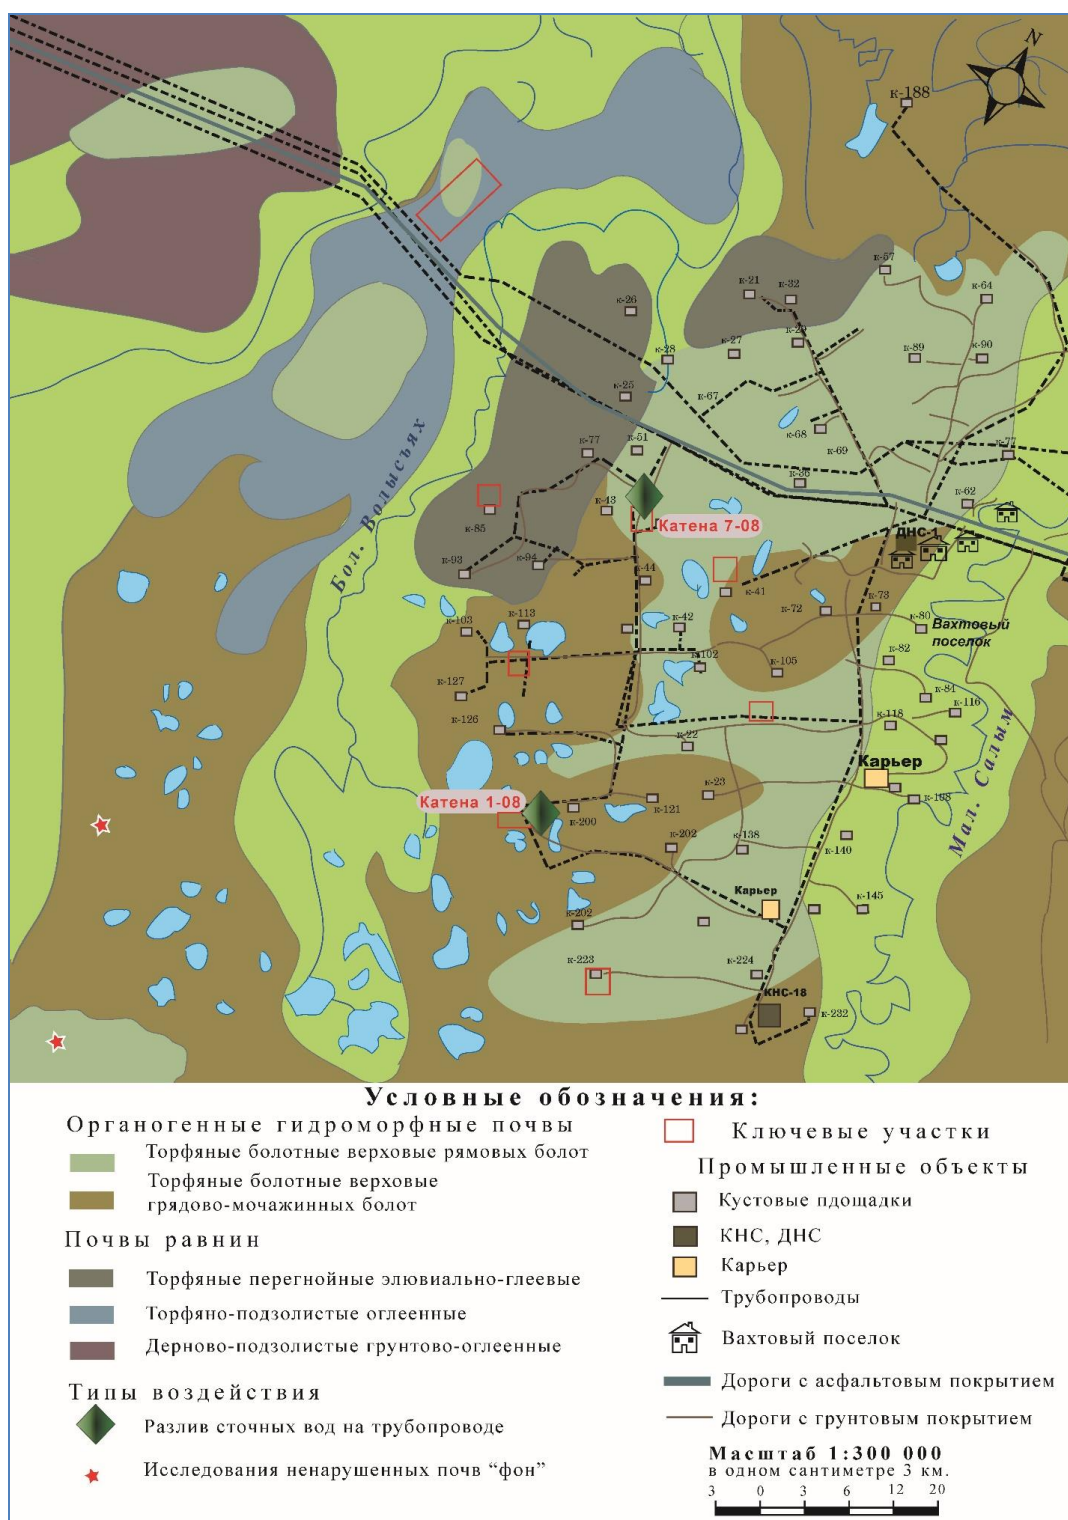 N
к-188
к-57
к-21
к-32
к-64
к-26
к-29
к-27
к-28
к-89
к-90
к-25
к-67
к-68
к-69
к-77
к-51
к-77
к-36
к-62
к-43
Катена 7-08
к-85
ДНС-1
к-94
к-93
к-44
к-41
к-72
к-73
к-80
Вахтовый
поселок
к-103
к-113
к-42
к-102
к-82
к-105
к-127
к-84
к-116
к-126
к-118
к-22
Бол. Волысъях
Мал. Салым
Карьер
Катена 1-08
к-200
к-121
к-23
к-198
к-202
к-138
к-140
Карьер
к-145
к-202
к-223
к-224
КНС-18
к-232
Условные обозначения:
Органогенные гидроморфные почвы
Торфяные болотные верховые рямовых болот
Торфяные болотные верховые
грядово-мочажинных болот
Почвы равнин
Торфяные перегнойные элювиально-глеевые
Торфяно-подзолистые оглеенные
Дерново-подзолистые грунтово-оглеенные
Типы воздействия
Разлив сточных вод на трубопроводе
Исследования ненарушенных почв “фон”
Ключевые участки
Промышленные объекты
Кустовые площадки
КНС, ДНС
Карьер
Трубопроводы
Вахтовый поселок
Дороги с асфальтовым покрытием
Дороги с грунтовым покрытием
Масштаб 1:300 000
в одном сантиметре 3 км.
3 0 3 6 12 20